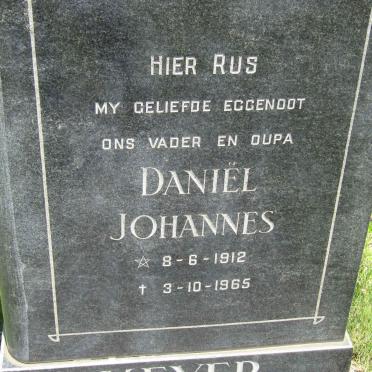 HIER RUS
MY GELIEFDE EGGENOOT
ONS VADER EN OUPA
DANIËL
JOHANNES
☆ 8-6-1912
† 3-10-1965